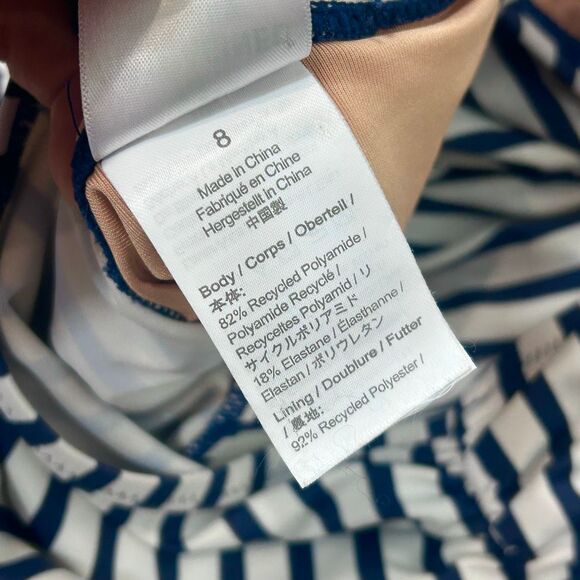 8
Made in China
Fabriqué en Chine
Hergestellt in China
中国製
Body / Corps / Oberteil /
本体:
82% Recycled Polyamide /
Polyamide Recyclé /
Recyceltes Polyamid / リ
サイクルポリアミド
18% Elastane / Élasthanne /
Elastan / ポリウレタン
Lining / Doublure / Futter
/ 裏地:
92% Recycled Polyester /